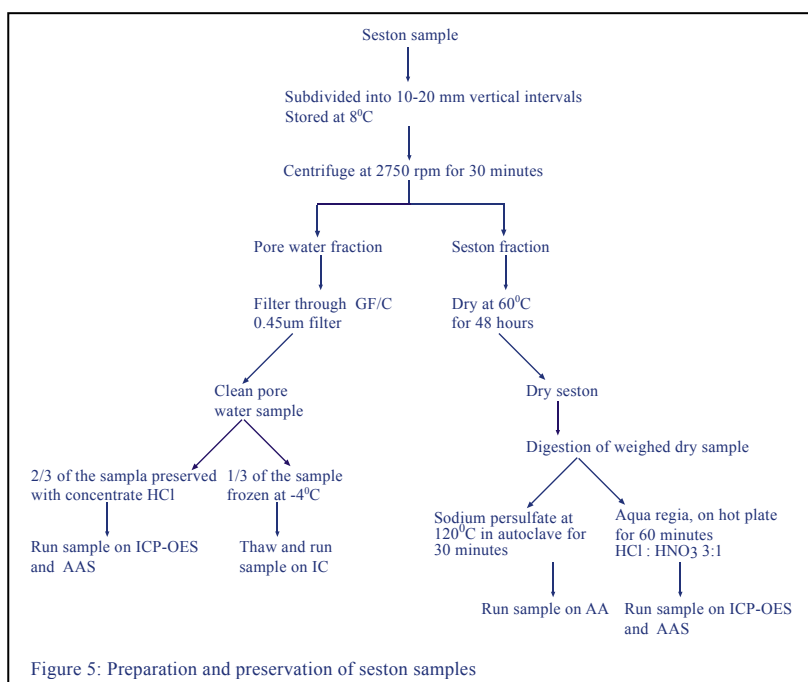 Seston sample
Subdivided into 10-20 mm vertical intervals
Stored at 8⁰C
Centrifuge at 2750 rpm for 30 minutes
Pore water fraction
Filter through GF/C
0.45um filter
Clean pore
water sample
2/3 of the sampla preserved
with concentrate HCl
Run sample on ICP-OES
and AAS
1/3 of the sample
frozen at -4⁰C
Thaw and run
sample on IC
Seston fraction
Dry at 60⁰C
for 48 hours
Dry seston
Digestion of weighed dry sample
Sodium persulfate at
120⁰C in autoclave for
30 minutes
Run sample on AA
Aqua regia, on hot plate
for 60 minutes
HCl : HNO3 3:1
Run sample on ICP-OES
and AAS
Figure 5: Preparation and preservation of seston samples